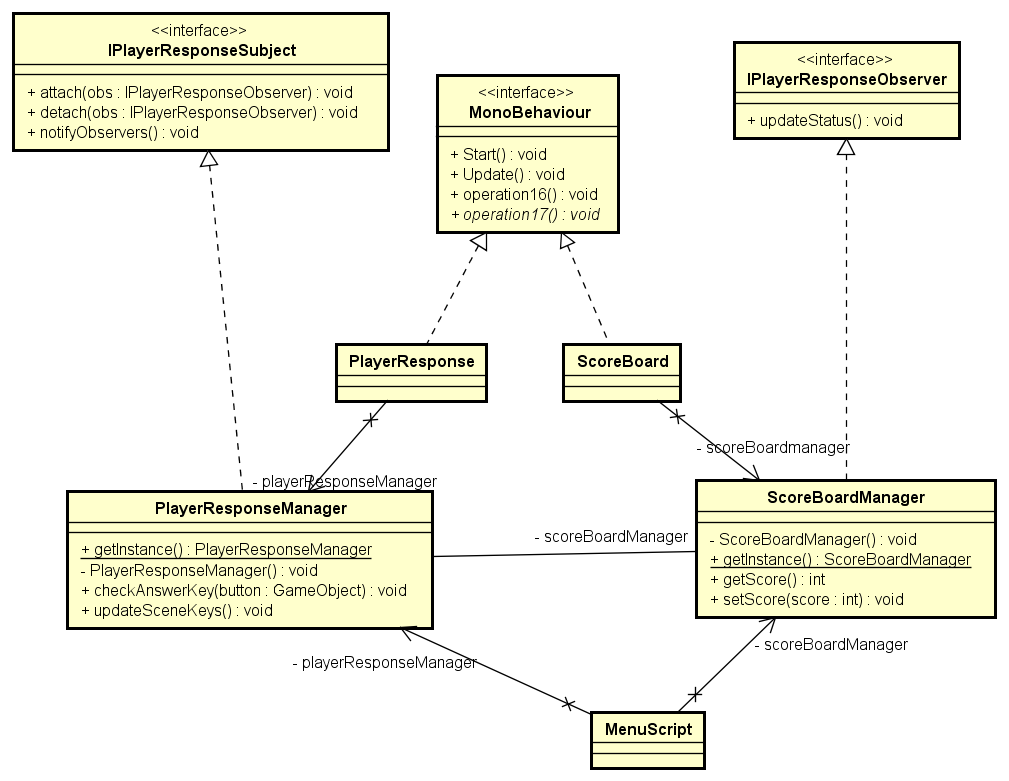 <<interface>>
IPlayerResponseSubject
+ attach(obs : IPlayerResponseObserver) : void
+ detach(obs : IPlayerResponseObserver) : void
+ notifyObservers() : void
<<interface>>
MonoBehaviour
+ Start() : void
+ Update() : void
+ operation16() : void
+ operation17() : void
<<interface>>
IPlayerResponseObserver
+ updateStatus() : void
PlayerResponse
ScoreBoard
- playerResponseManager
- scoreBoardmanager
PlayerResponseManager
+ getInstance() : PlayerResponseManager
- PlayerResponseManager() : void
+ checkAnswerKey(button : GameObject) : void
+ updateSceneKeys() : void
- scoreBoardManager
ScoreBoardManager
- ScoreBoardManager() : void
+ getInstance() : ScoreBoardManager
+ getScore() : int
+ setScore(score : int) : void
- playerResponseManager
- scoreBoardManager
MenuScript